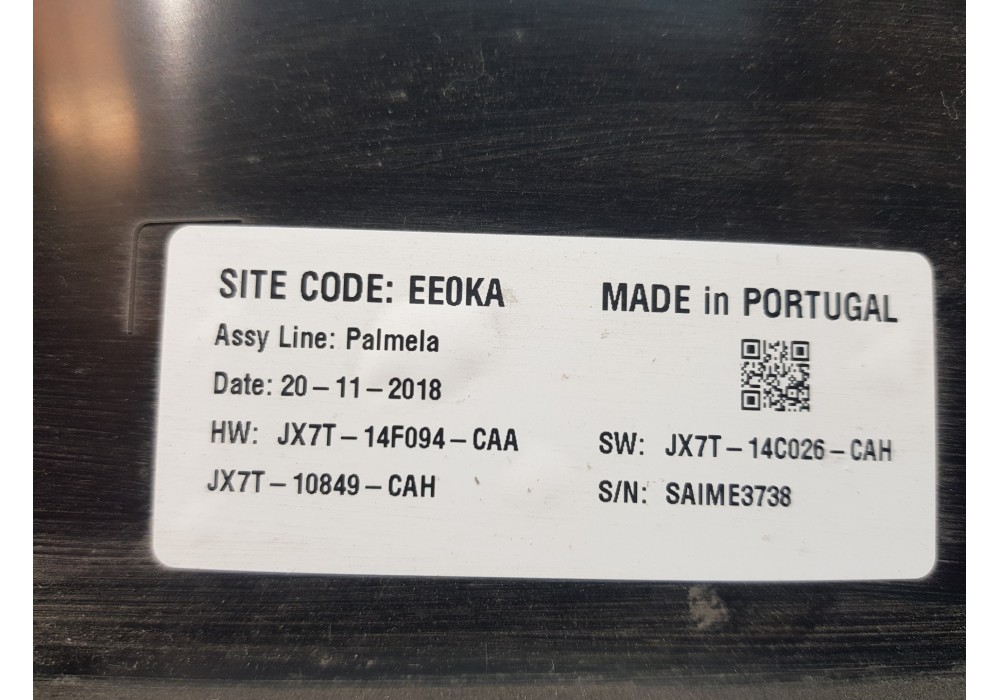 SITE CODE: EE0KA
MADE in PORTUGAL
Assy Line: Palmela
Date: 20-11-2018
HW: JX7T-14F094-CAA
SW: JX7T-14C026-CAH
JX7T-10849-CAH
S/N: SAIME3738